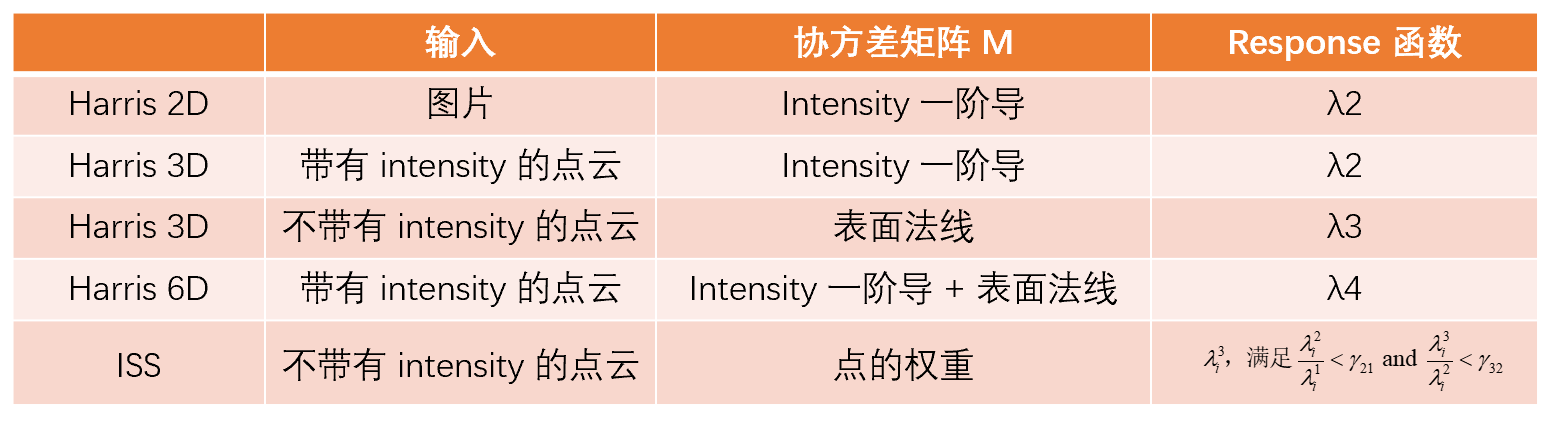 输入 协方差矩阵 M Response 函数
Harris 2D 图片 Intensity 一阶导 λ2
Harris 3D 带有 intensity 的点云 Intensity 一阶导 λ2
Harris 3D 不带有 intensity 的点云 表面法线 λ3
Harris 6D 带有 intensity 的点云 Intensity 一阶导 + 表面法线 λ4
ISS 不带有 intensity 的点云 点的权重 $\lambda_i^3$，满足 $\frac{\lambda_i^2}{\lambda_i^1} < \gamma_{21}$ and $\frac{\lambda_i^3}{\lambda_i^2} < \gamma_{32}$